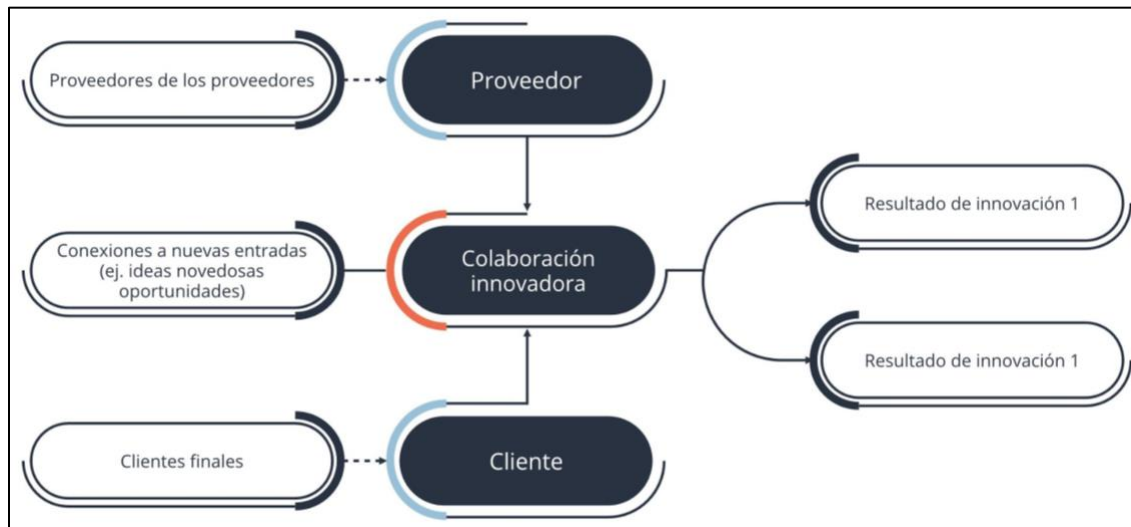 Proveedores de los proveedores
Proveedor
Conexiones a nuevas entradas
(ej. ideas novedosas
oportunidades)
Colaboración
innovadora
Resultado de innovación 1
Resultado de innovación 1
Clientes finales
Cliente